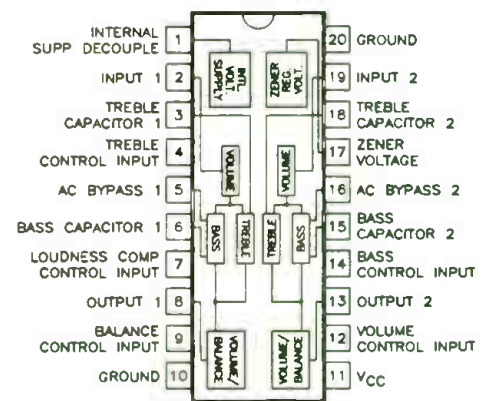 INTERNAL
SUPP DECOUPLE
1
20
GROUND
INPUT 1
2
19
INPUT 2
TREBLE
CAPACITOR 1
3
18
TREBLE
CAPACITOR 2
TREBLE
CONTROL INPUT
4
17
ZENER
VOLTAGE
AC BYPASS 1
5
16
AC BYPASS 2
BASS CAPACITOR 1
6
15
BASS
CAPACITOR 2
LOUDNESS COMP
CONTROL INPUT
7
14
BASS
CONTROL INPUT
OUTPUT 1
8
13
OUTPUT 2
BALANCE
CONTROL INPUT
9
12
VOLUME
CONTROL INPUT
GROUND
10
11
VCC
INT'L
VOLT.
SUPPLY
ZENER
REG.
VOLT.
VOLUME
VOLUME
BASS
TREBLE
TREBLE
BASS
VOLUME/
BALANCE
VOLUME/
BALANCE